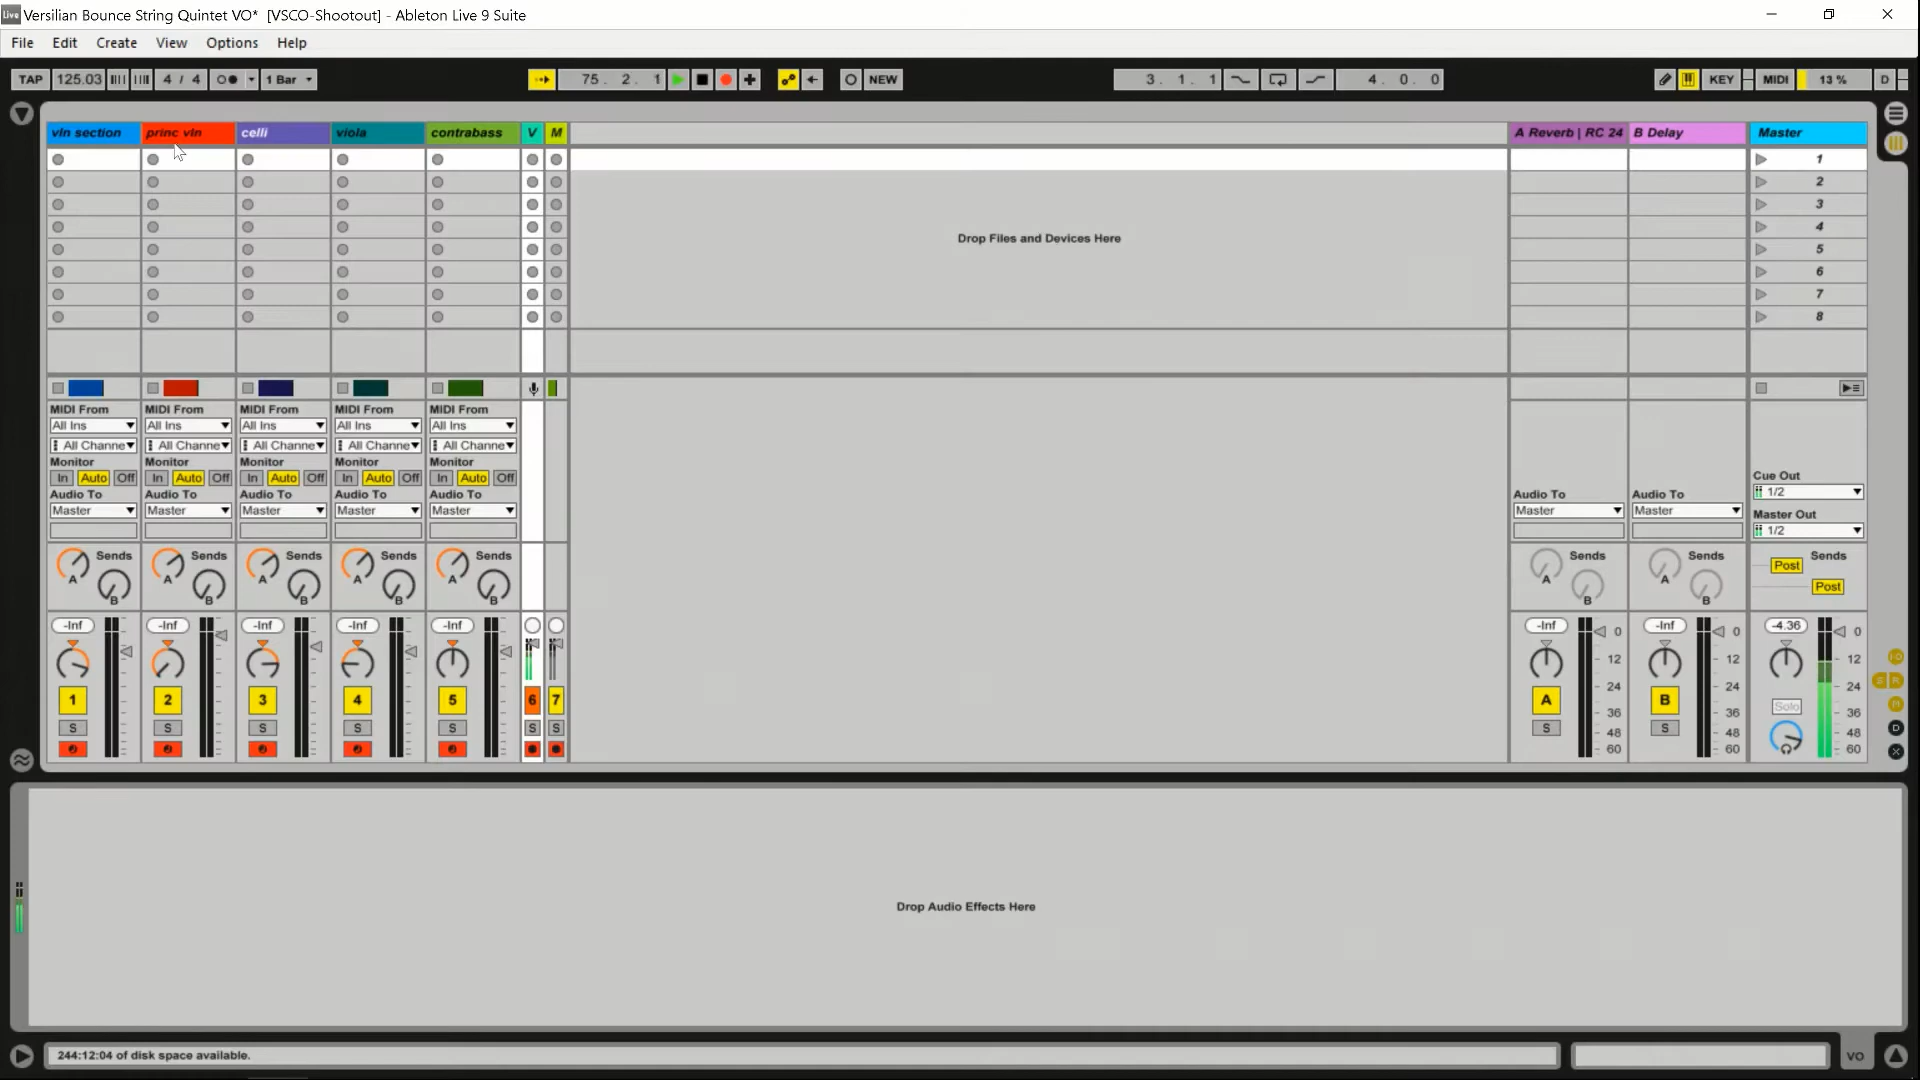 Live Versilian Bounce String Quintet VO* [VSCO-Shootout] - Ableton Live 9 Suite
File Edit Create View Options Help
TAP 125.03 4 / 4 1 Bar 75. 2. 1 NEW 3. 1. 1 4. 0. 0 KEY MIDI 13 % D
vln section princ vln celli viola contrabass V M A Reverb | RC 24 B Delay Master
1
2
3
Drop Files and Devices Here
4
5
6
7
8
MIDI From MIDI From MIDI From MIDI From MIDI From
All Ins All Ins All Ins All Ins All Ins
All Channe All Channe All Channe All Channe All Channe
Monitor Monitor Monitor Monitor Monitor
In Auto Off In Auto Off In Auto Off In Auto Off In Auto Off Cue Out
Audio To Audio To Audio To Audio To Audio To Audio To Audio To 1/2
Master Master Master Master Master Master Master Master Out
1/2
Sends Sends Sends Sends Sends Sends Sends Sends
A A A A A A A Post
B B B B B B B Post
-Inf -Inf -Inf -Inf -Inf -Inf -Inf -4.36
0 0 0
12 12 12
24 24 24
1 2 3 4 5 6 7 A B Solo
36 36 36
S S S S S S S S S
48 48 48
60 60 60
I O
S R
M
D
X
Drop Audio Effects Here
244:12:04 of disk space available. VO